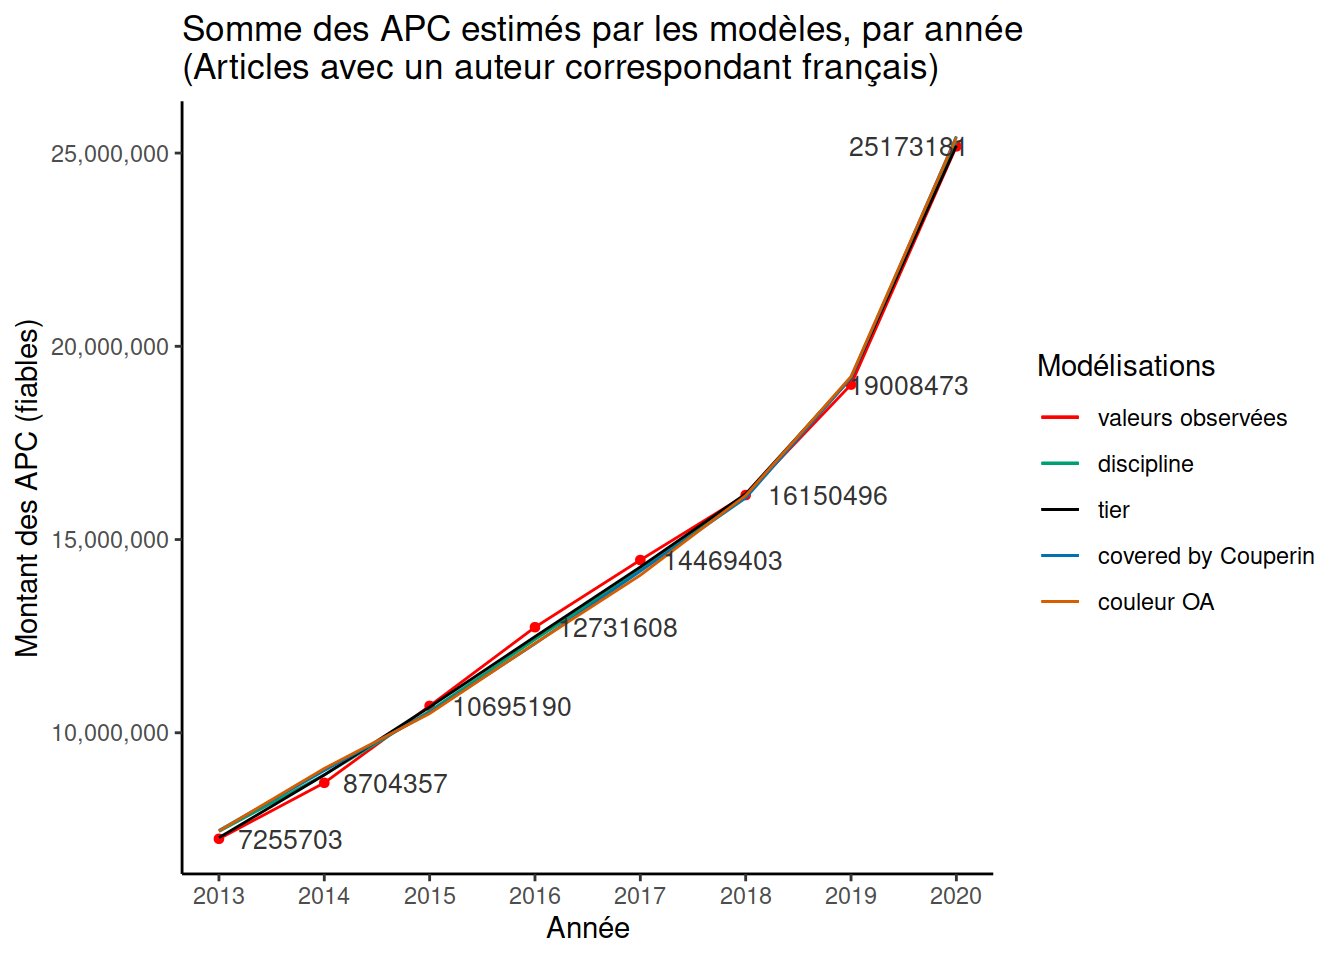 Somme des APC estimés par les modèles, par année
(Articles avec un auteur correspondant français)
Montant des APC (fiables)
25,000,000
20,000,000
15,000,000
10,000,000
25173181
19008473
16150496
14469403
12731608
10695190
8704357
7255703
2013 2014 2015 2016 2017 2018 2019 2020
Année
Modélisations
valeurs observées
discipline
tier
covered by Couperin
couleur OA